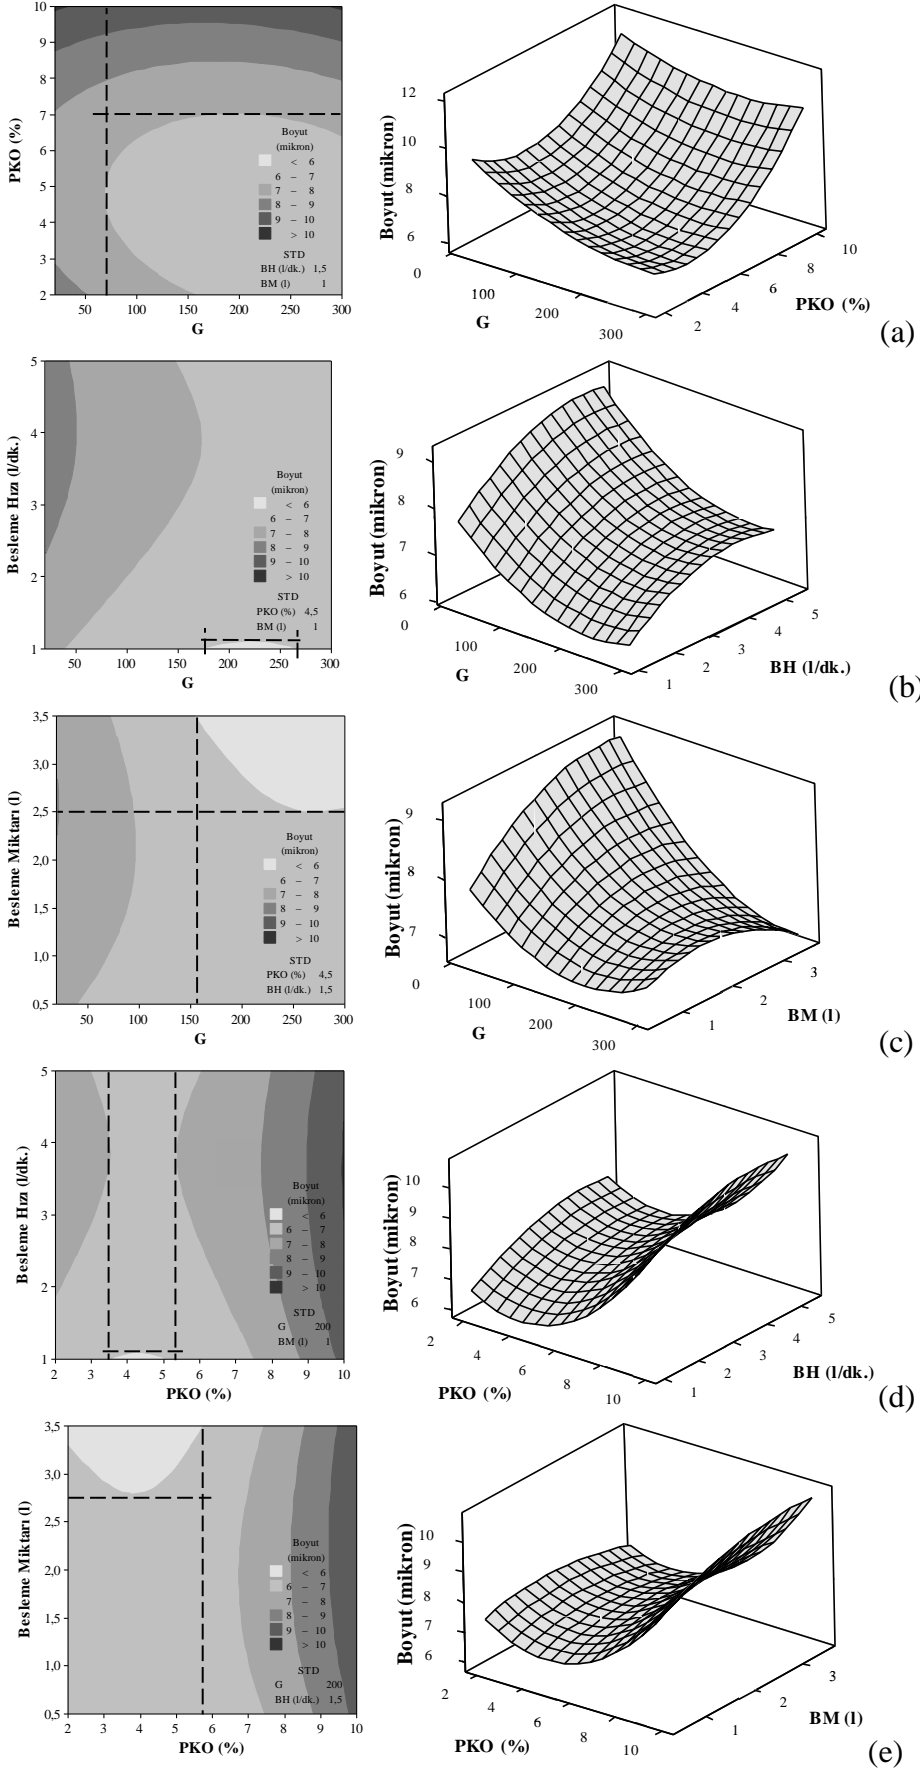 10
9
8
7
6
5
4
3
2
PKO (%)
50 100 150 200 250 300
G
Boyut
(mikron)
< 6
6 – 7
7 – 8
8 – 9
9 – 10
> 10
STD
BH (l/dk.) 1,5
BM (l) 1
12
10
8
6
Boyut (mikron)
0
100
200
300
G
2
4
6
8
10
PKO (%)
(a)
5
4
3
2
1
Besleme Hızı (l/dk.)
50 100 150 200 250 300
G
Boyut
(mikron)
< 6
6 – 7
7 – 8
8 – 9
9 – 10
> 10
STD
PKO (%) 4,5
BM (l) 1
9
8
7
6
Boyut (mikron)
0
100
200
300
G
1
2
3
4
5
BH (l/dk.)
(b)
3,5
3,0
2,5
2,0
1,5
1,0
0,5
Besleme Miktarı (l)
50 100 150 200 250 300
G
Boyut
(mikron)
< 6
6 – 7
7 – 8
8 – 9
9 – 10
> 10
STD
PKO (%) 4,5
BH (l/dk.) 1,5
9
8
7
Boyut (mikron)
0
100
200
300
G
1
2
3
BM (l)
(c)
5
4
3
2
1
Besleme Hızı (l/dk.)
2 3 4 5 6 7 8 9 10
PKO (%)
Boyut
(mikron)
< 6
6 – 7
7 – 8
8 – 9
9 – 10
> 10
STD
G 200
BM (l) 1
10
9
8
7
6
Boyut (mikron)
2
4
6
8
10
PKO (%)
1
2
3
4
5
BH (l/dk.)
(d)
3,5
3,0
2,5
2,0
1,5
1,0
0,5
Besleme Miktarı (l)
2 3 4 5 6 7 8 9 10
PKO (%)
Boyut
(mikron)
< 6
6 – 7
7 – 8
8 – 9
9 – 10
> 10
STD
G 200
BH (l/dk.) 1,5
10
9
8
7
6
Boyut (mikron)
2
4
6
8
10
PKO (%)
1
2
3
BM (l)
(e)